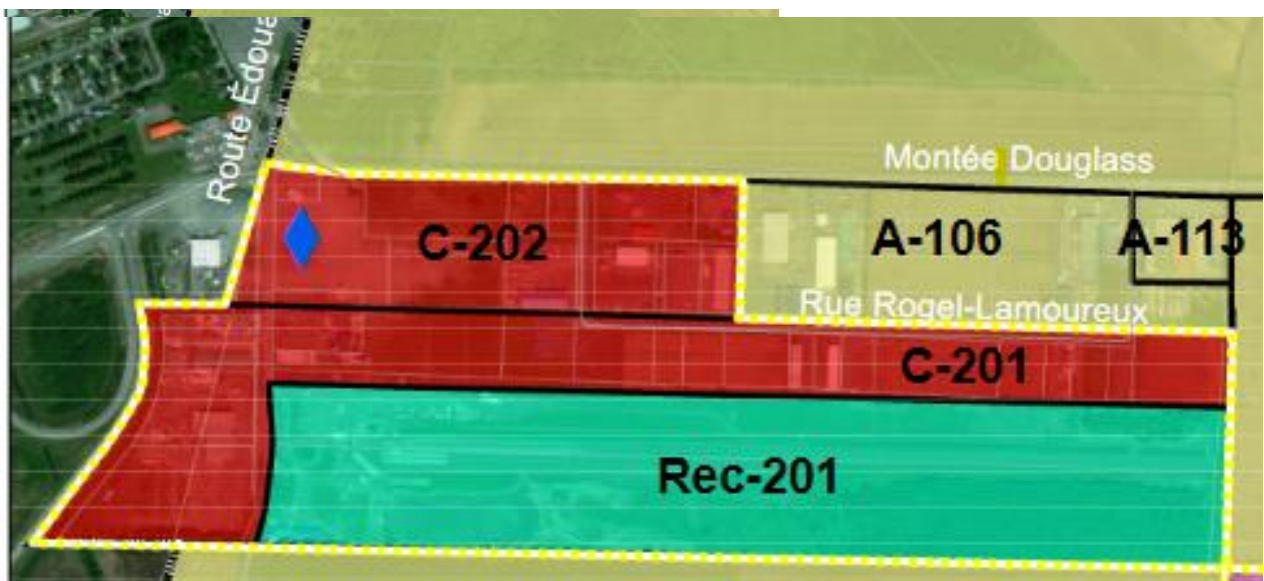 Route Édoua
Montée Douglass
C-202
A-106
A-113
Rue Rogel-Lamoureux
C-201
Rec-201